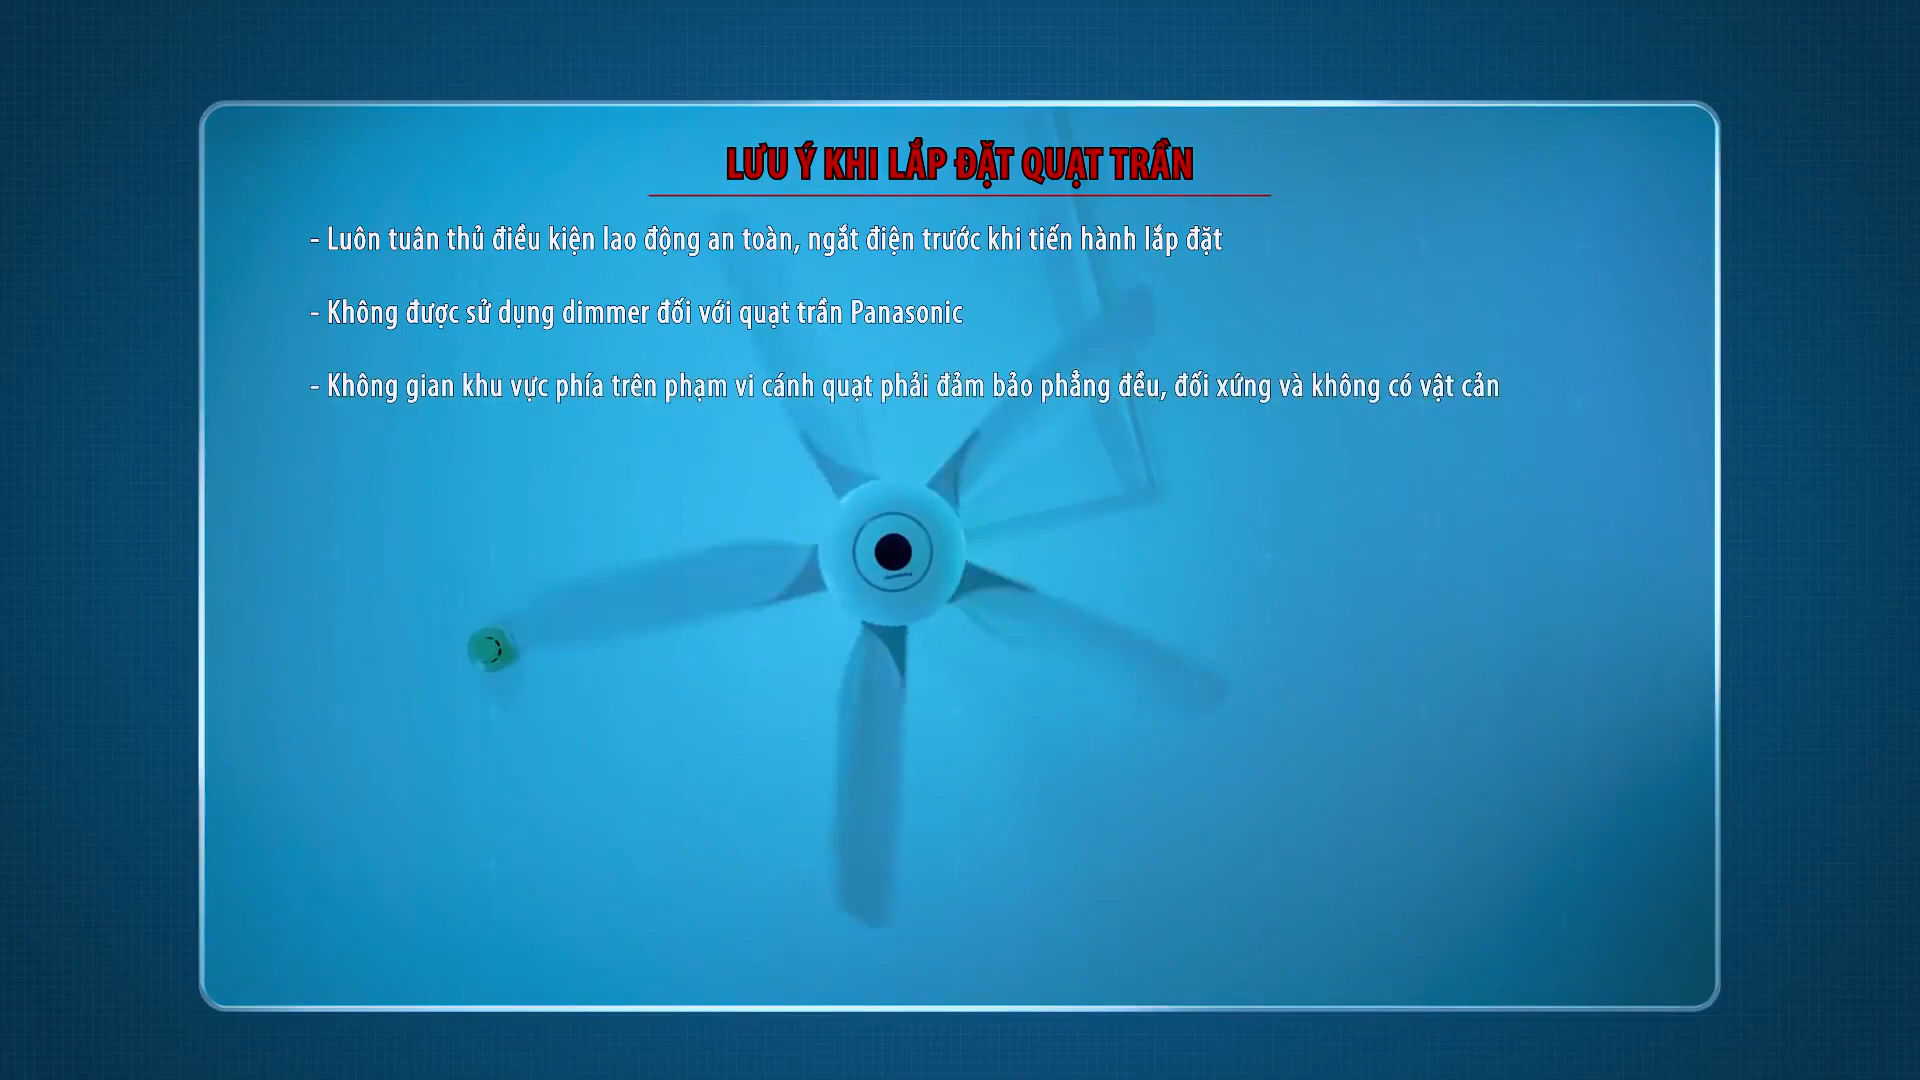 LƯU Ý KHI LẮP ĐẶT QUẠT TRẦN
- Luôn tuân thủ điều kiện lao động an toàn, ngắt điện trước khi tiến hành lắp đặt
- Không được sử dụng dimmer đối với quạt trần Panasonic
- Không gian khu vực phía trên phạm vi cánh quạt phải đảm bảo phẳng đều, đối xứng và không có vật cản